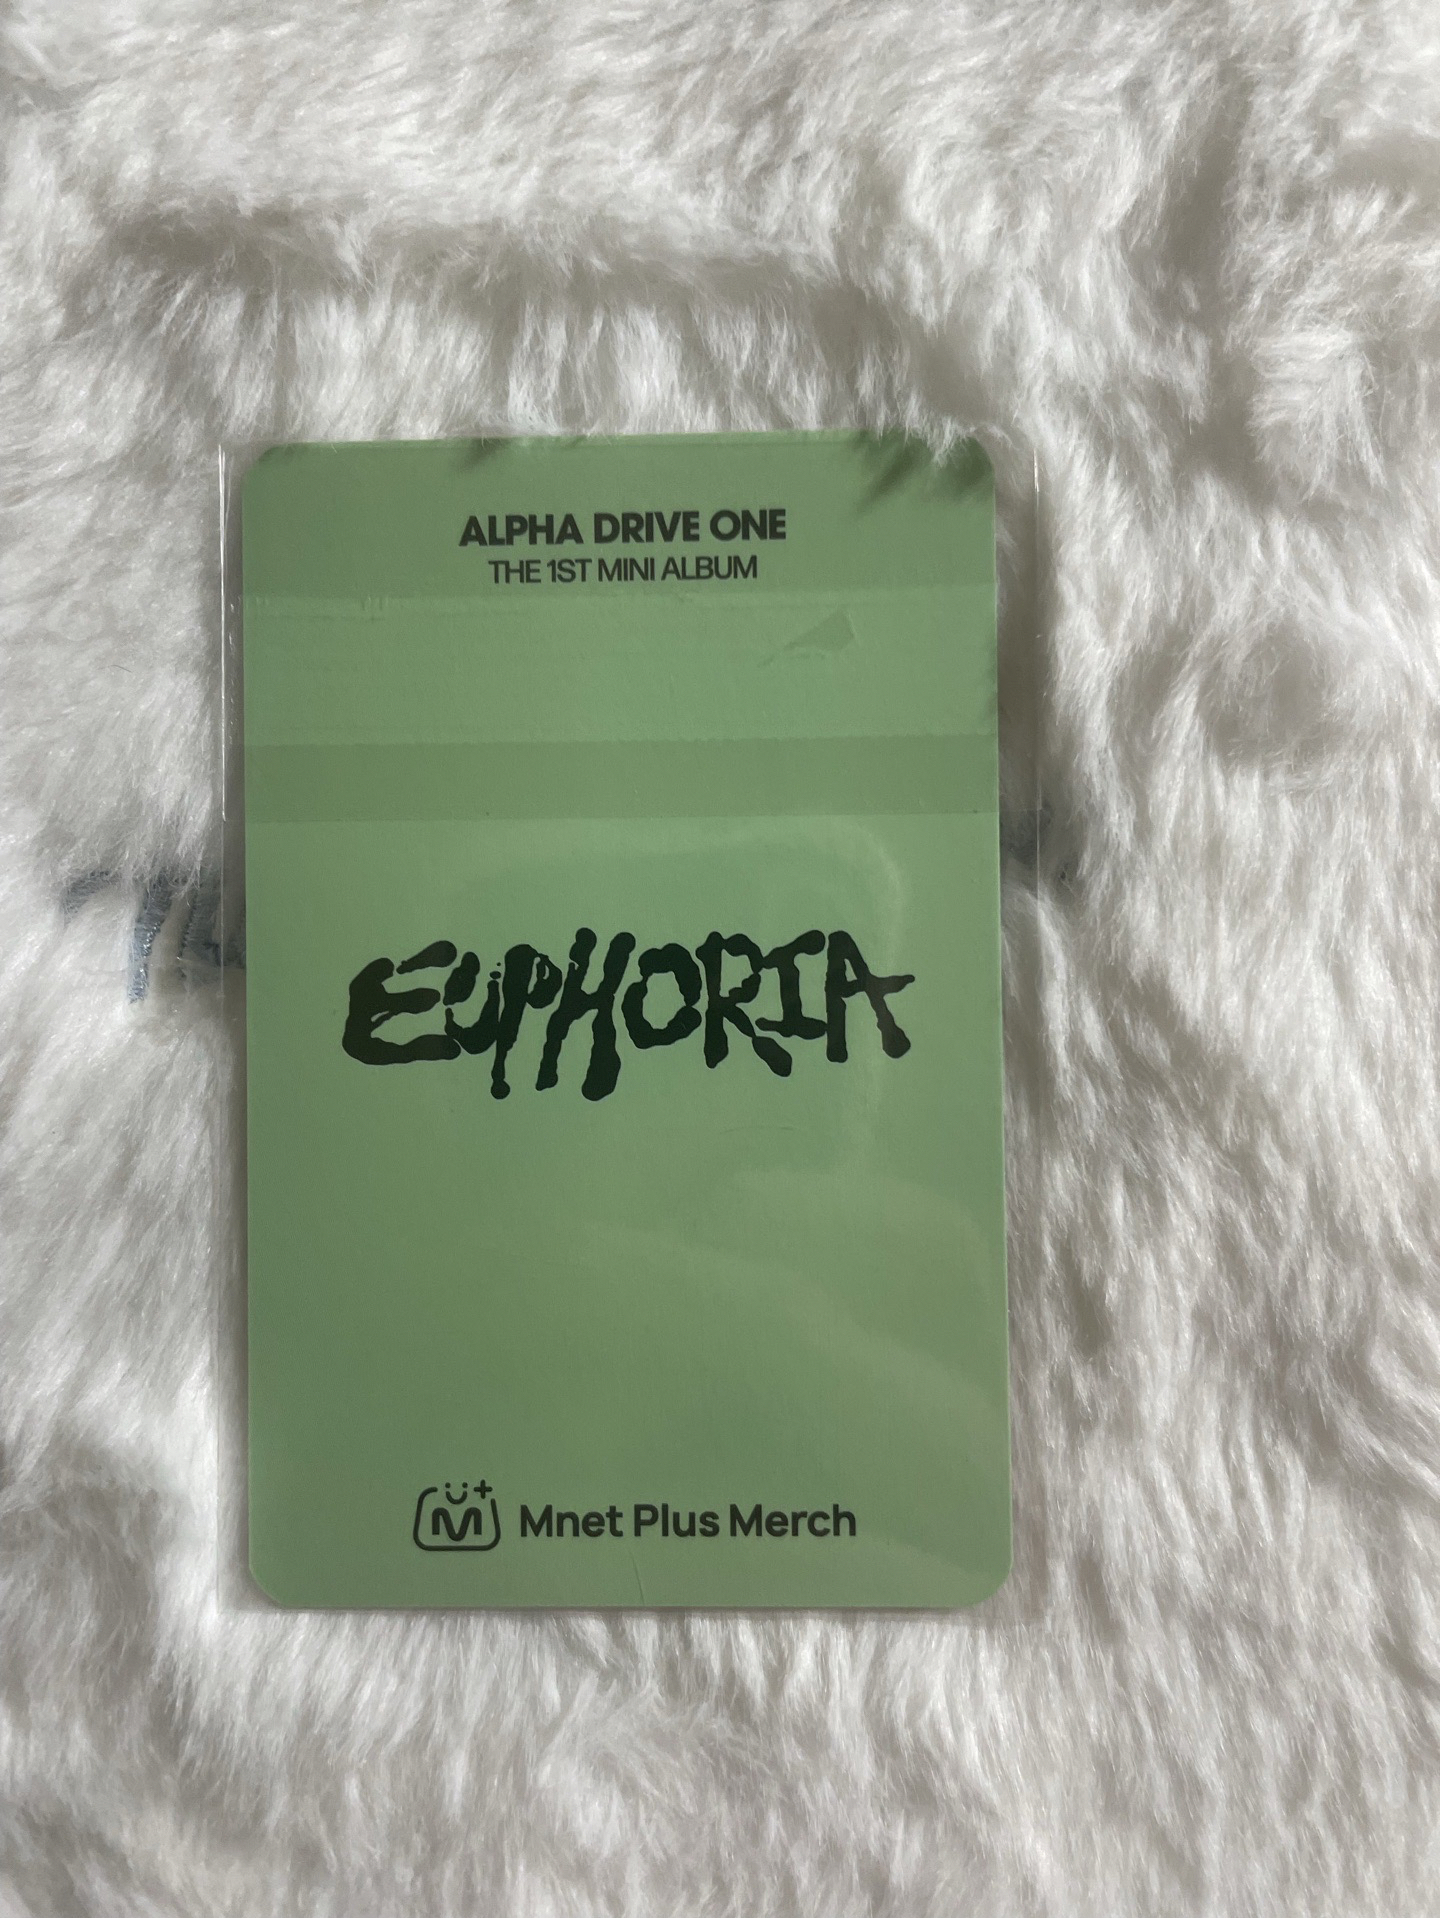 ALPHA DRIVE ONE
THE 1ST MINI ALBUM
EUPHORIA
Mnet Plus Merch